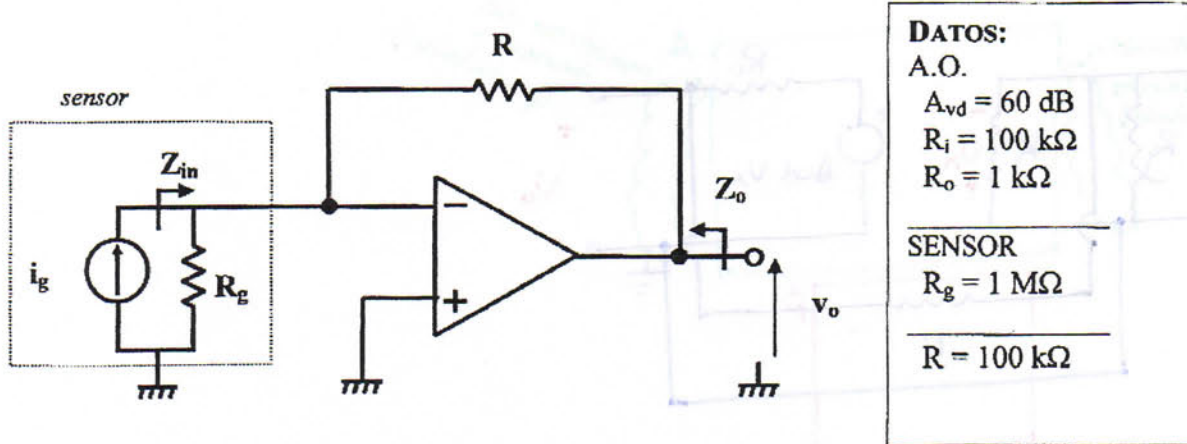 R
sensor
Z_in
i_g
R_g
−
+
Z_o
v_o
DATOS:
A.O.
A_vd = 60 dB
R_i = 100 kΩ
R_o = 1 kΩ
SENSOR
R_g = 1 MΩ
R = 100 kΩ